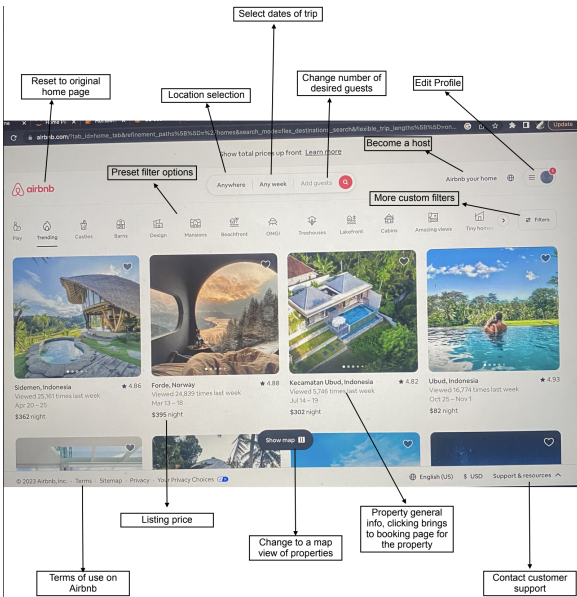 Select dates of trip
Reset to original
home page
Location selection
Change number of
desired guests
Edit Profile
Update
airbnb.com/?tab_id=home_tab&refinement_paths%5B%5D=%2Fhomes&search_mode=flex_destinations_search&flexible_trip_lengths%5B%5D=on...
Show total prices up front Learn more
Become a host
Preset filter options
airbnb
Anywhere Any week Add guests
Airbnb your home
More custom filters
Play Trending Castles Barns Design Mansions Beachfront OMG! Treehouses Lakefront Cabins Amazing views Tiny homes Filters
Sidemen, Indonesia ★ 4.86
Viewed 25,161 times last week
Apr 20 – 25
$362 night
Forde, Norway ★ 4.88
Viewed 24,839 times last week
Mar 13 – 18
$395 night
Kecamatan Ubud, Indonesia ★ 4.82
Viewed 5,746 times last week
Jul 14 – 19
$302 night
Ubud, Indonesia ★ 4.93
Viewed 16,774 times last week
Oct 25 – Nov 1
$82 night
Show map
© 2023 Airbnb, Inc. · Terms · Sitemap · Privacy · Your Privacy Choices
English (US) $ USD Support & resources
Listing price
Change to a map
view of properties
Property general
info, clicking brings
to booking page for
the property
Terms of use on
Airbnb
Contact customer
support